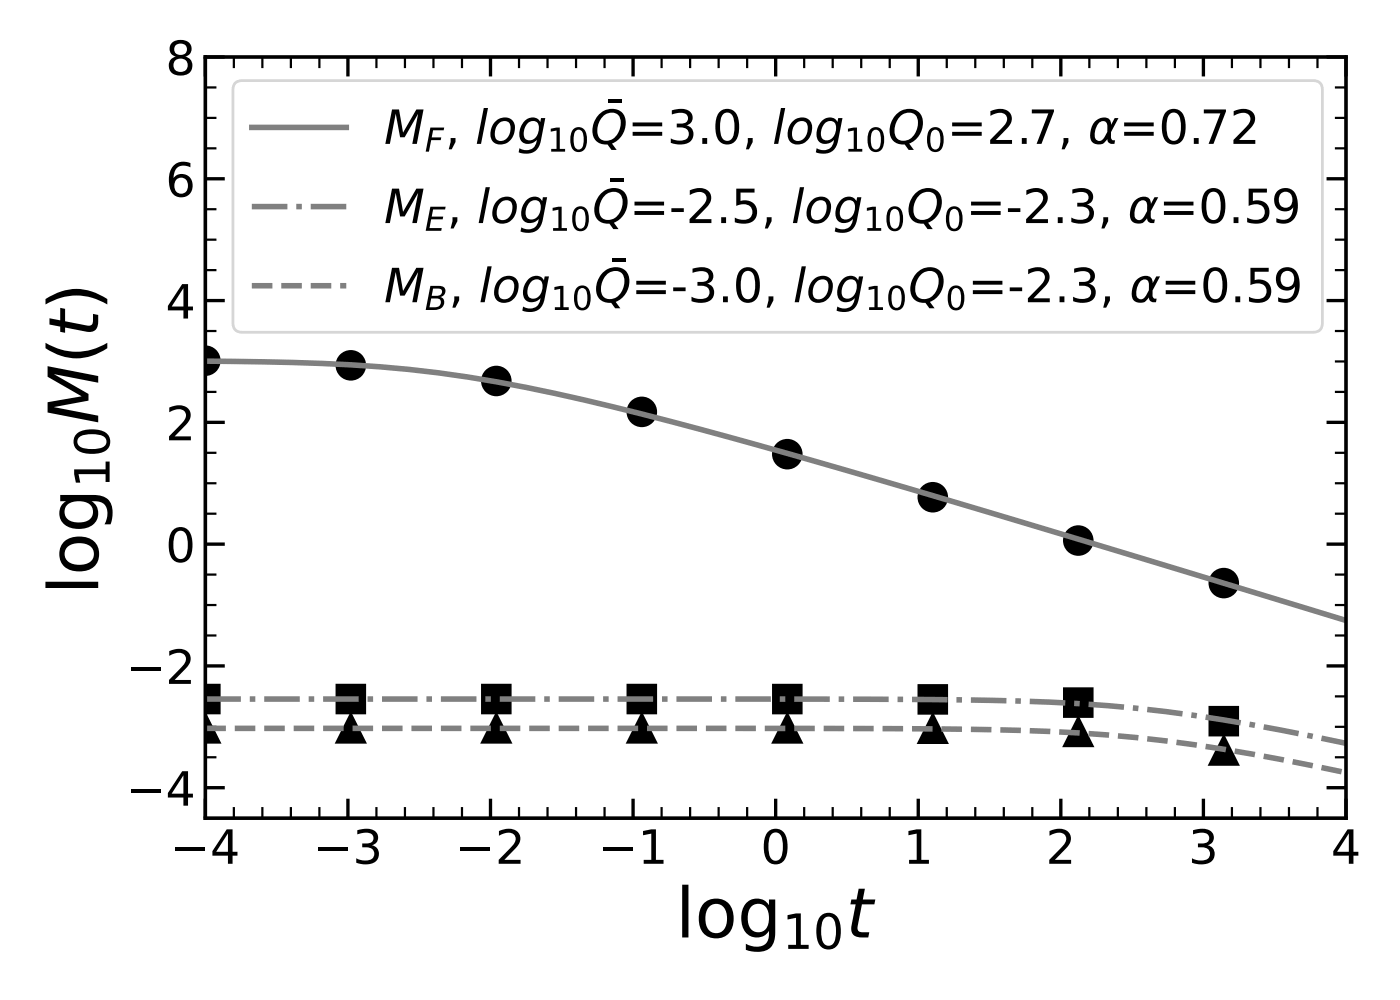 8
6
4
2
0
−2
−4
M_F, log₁₀Q̄=3.0, log₁₀Q₀=2.7, α=0.72
M_E, log₁₀Q̄=-2.5, log₁₀Q₀=-2.3, α=0.59
M_B, log₁₀Q̄=-3.0, log₁₀Q₀=-2.3, α=0.59
log₁₀M(t)
−4 −3 −2 −1 0 1 2 3 4
log₁₀t